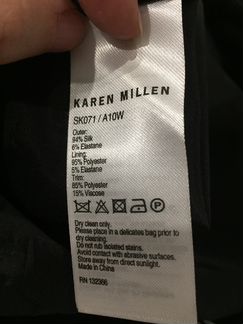 KAREN MILLEN
SK071 / A10W
Outer:
94% Silk
6% Elastane
Lining:
95% Polyester
5% Elastane
Trim:
85% Polyester
15% Viscose
P
Dry clean only.
Please place in a delicates bag prior to
dry cleaning.
Do not rub isolated stains.
Avoid contact with abrasive surfaces.
Store away from direct sunlight.
Made in China
RN 132366